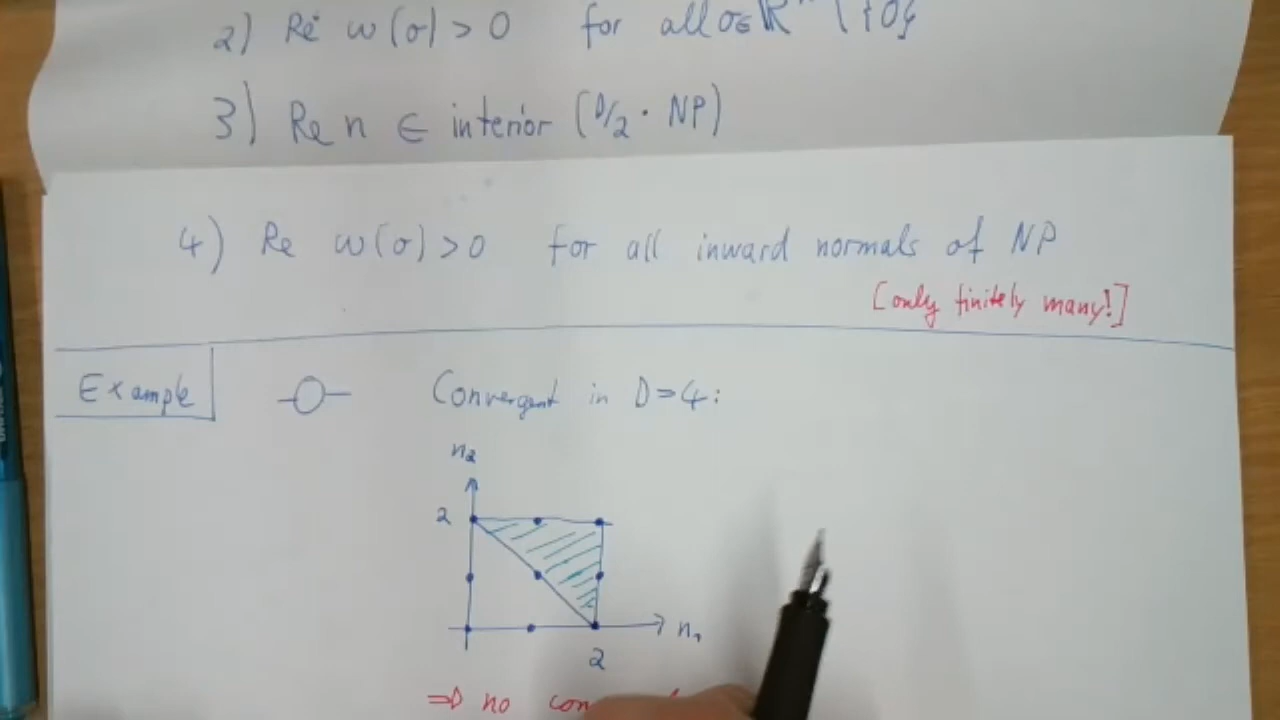 2) Re ω(σ) > 0 for all σ∈ℝⁿ \ {0}
3) Re n ∈ interior (D/2 · NP)
4) Re ω(σ) > 0 for all inward normals of NP
[only finitely many!]
Example Convergent in D=4:
n₂
2
n₁
2
⇒ no